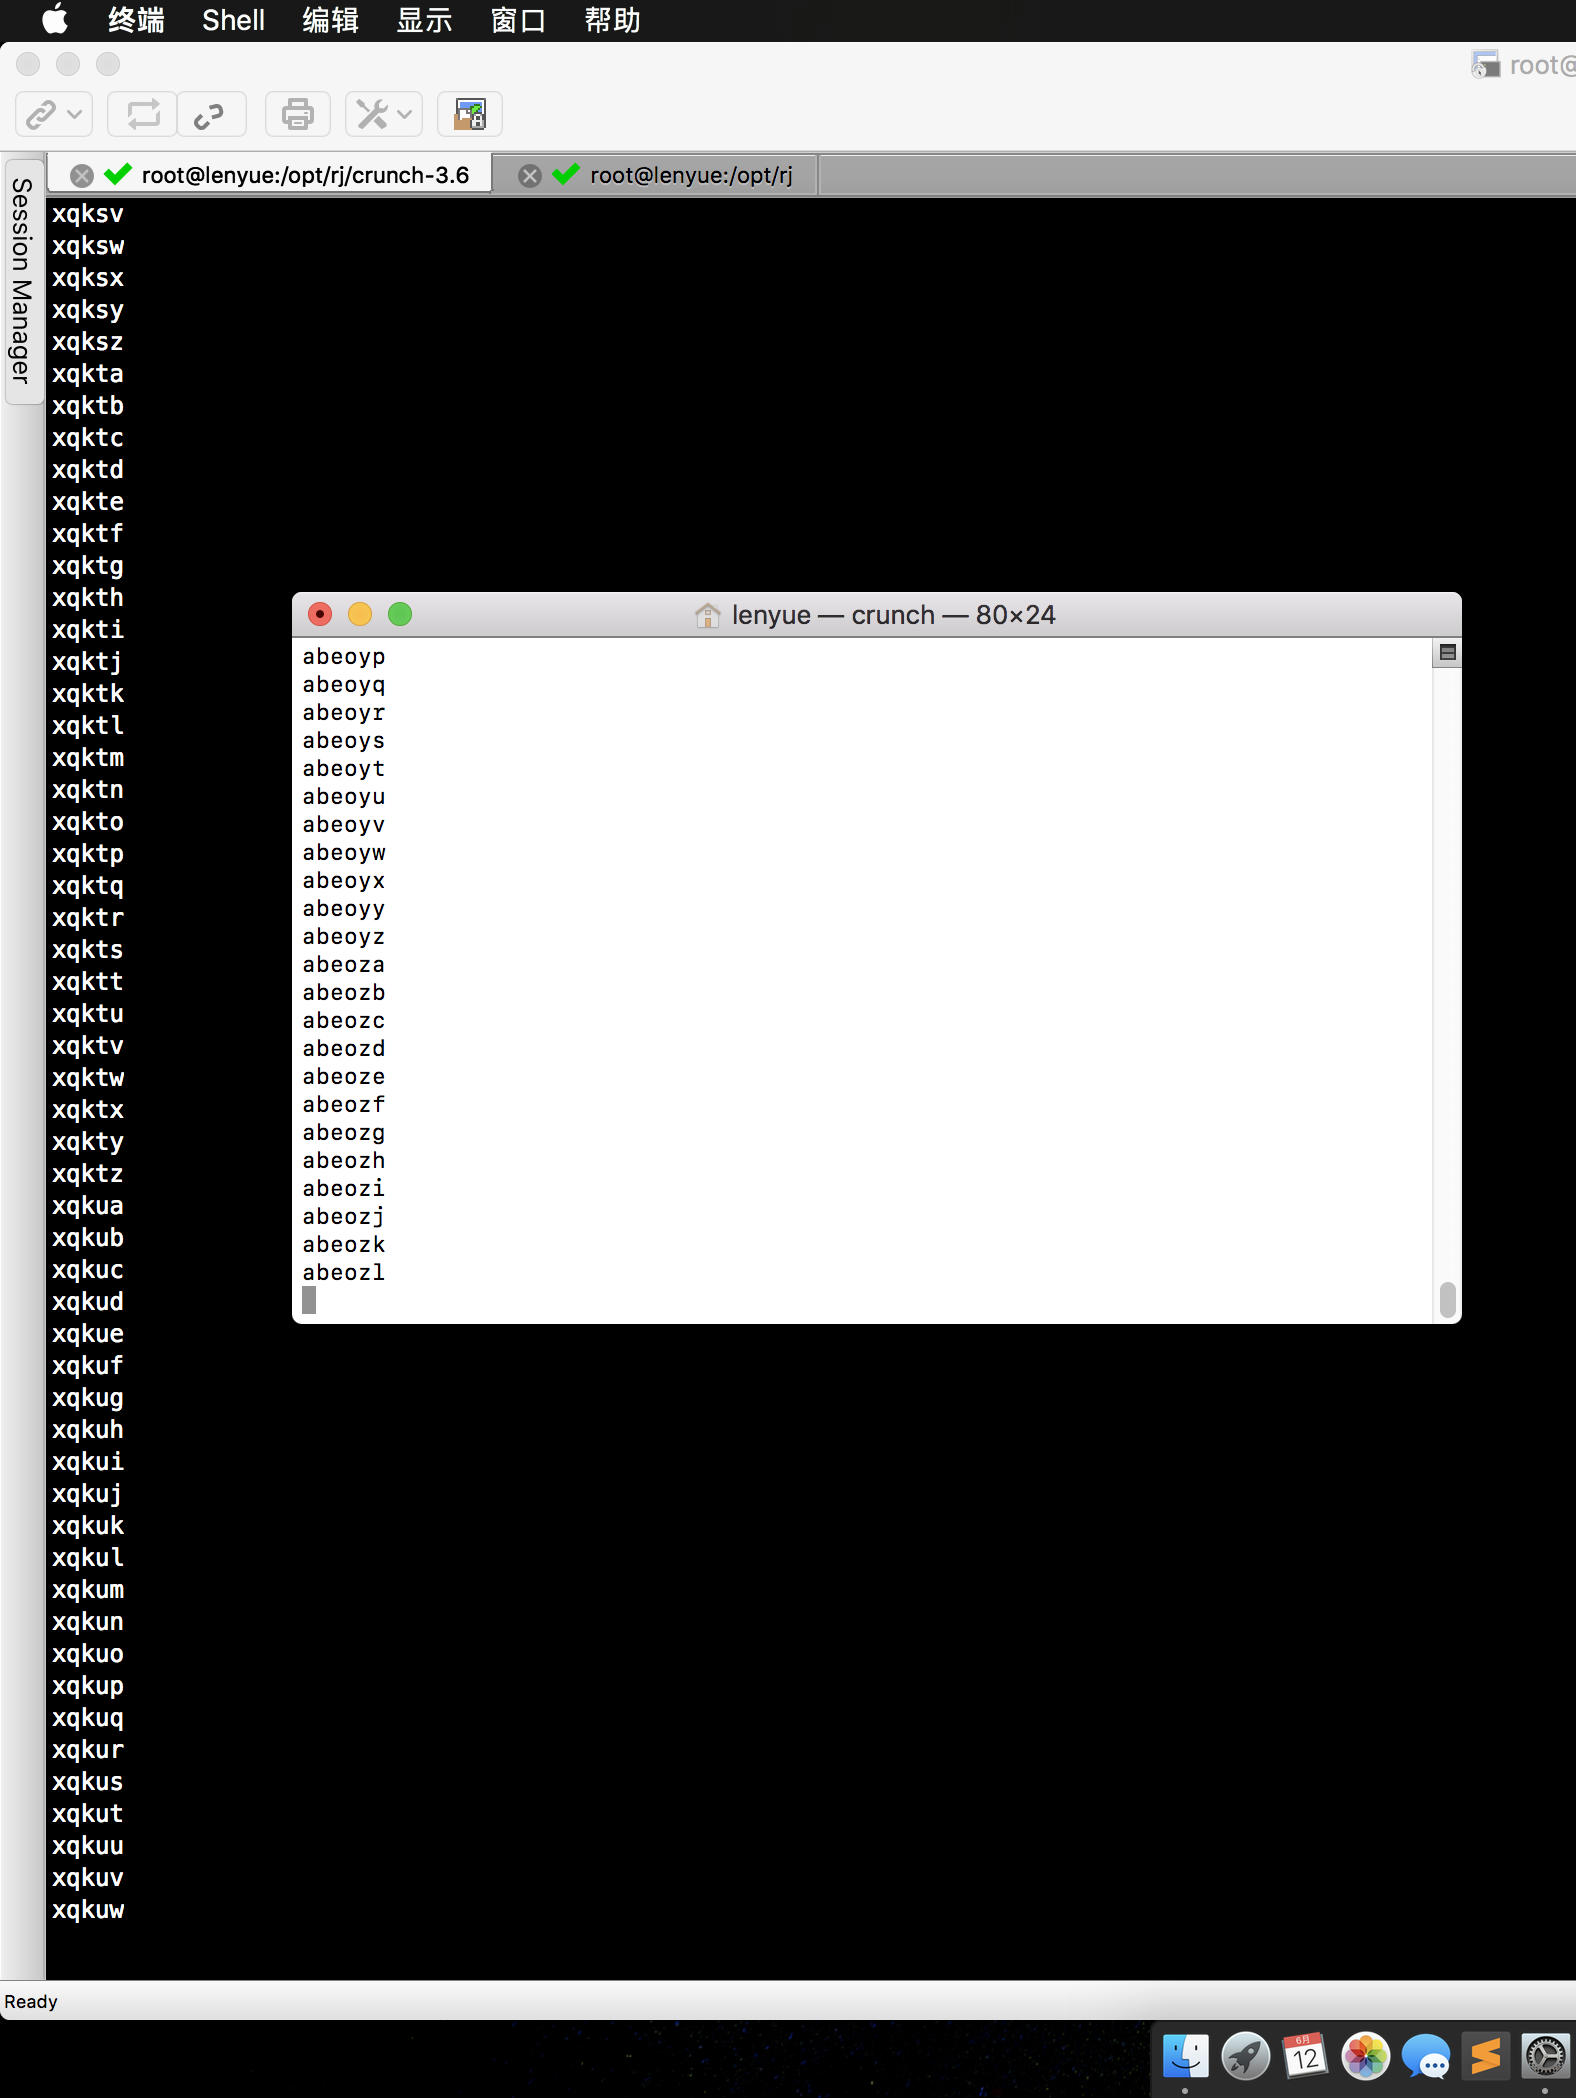 终端 Shell 编辑 显示 窗口 帮助
root@
root@lenyue:/opt/rj/crunch-3.6 root@lenyue:/opt/rj
Session Manager
xqksv
xqksw
xqksx
xqksy
xqksz
xqkta
xqktb
xqktc
xqktd
xqkte
xqktf
xqktg
xqkth
xqkti
xqktj
xqktk
xqktl
xqktm
xqktn
xqkto
xqktp
xqktq
xqktr
xqkts
xqktt
xqktu
xqktv
xqktw
xqktx
xqkty
xqktz
xqkua
xqkub
xqkuc
xqkud
xqkue
xqkuf
xqkug
xqkuh
xqkui
xqkuj
xqkuk
xqkul
xqkum
xqkun
xqkuo
xqkup
xqkuq
xqkur
xqkus
xqkut
xqkuu
xqkuv
xqkuw
lenyue — crunch — 80×24
abeoyp
abeoyq
abeoyr
abeoys
abeoyt
abeoyu
abeoyv
abeoyw
abeoyx
abeoyy
abeoyz
abeoza
abeozb
abeozc
abeozd
abeoze
abeozf
abeozg
abeozh
abeozi
abeozj
abeozk
abeozl
Ready
6月
12